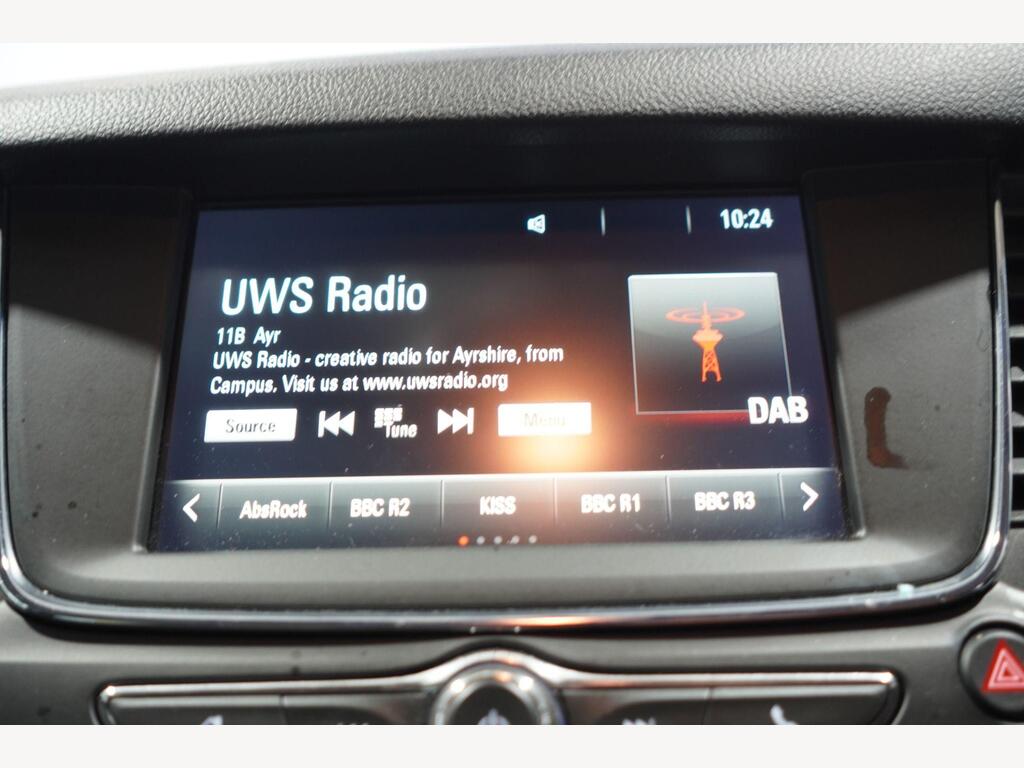 10:24
UWS Radio
11B Ayr
UWS Radio - creative radio for Ayrshire, from
Campus. Visit us at www.uwsradio.org
DAB
Source
Tune
Menu
AbsRock
BBC R2
KISS
BBC R1
BBC R3